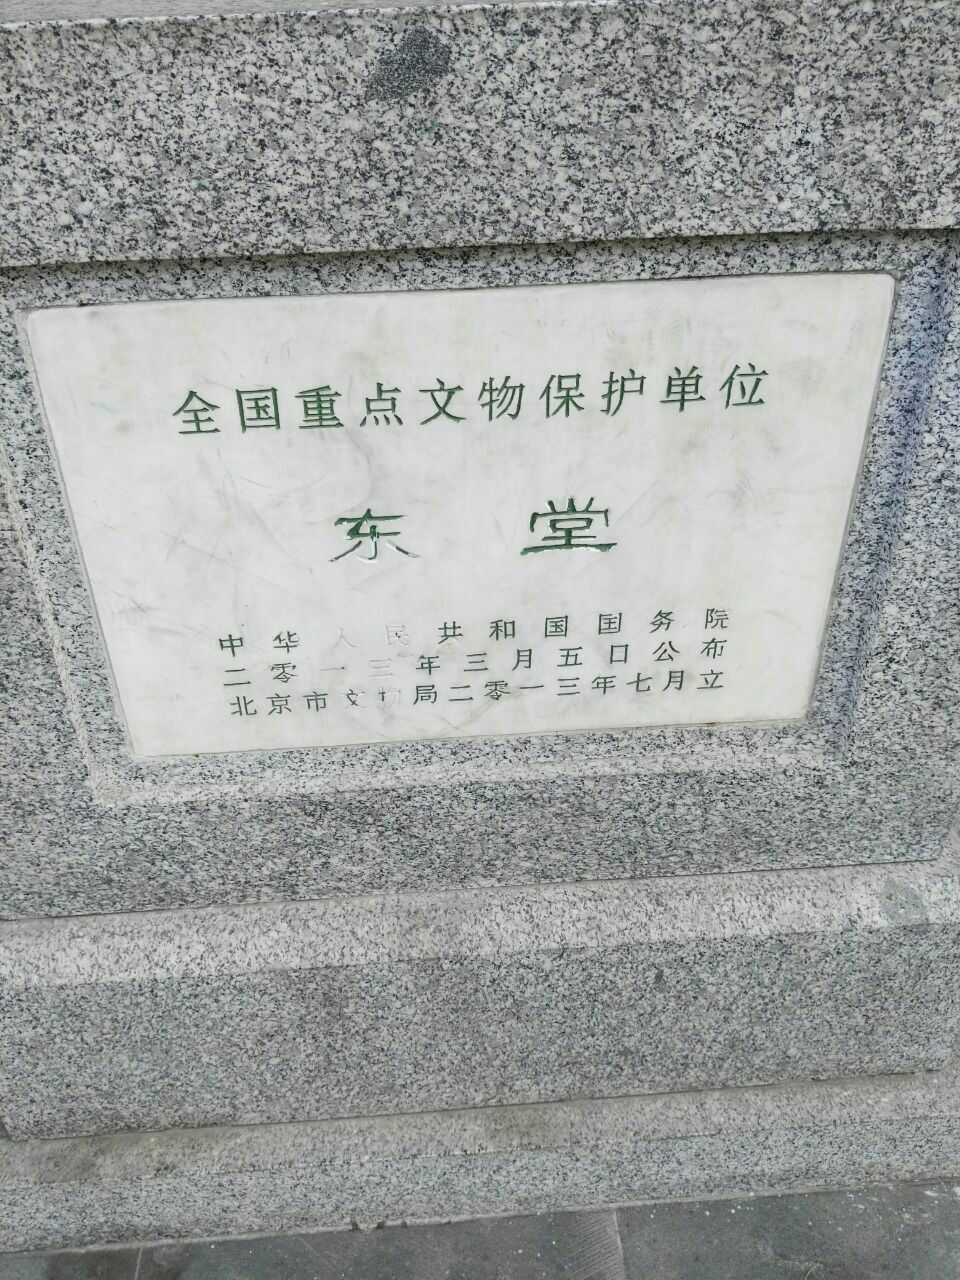 全国重点文物保护单位
东堂
中华人民共和国国务院
二零一三年三月五日公布
北京市文物局二零一三年七月立